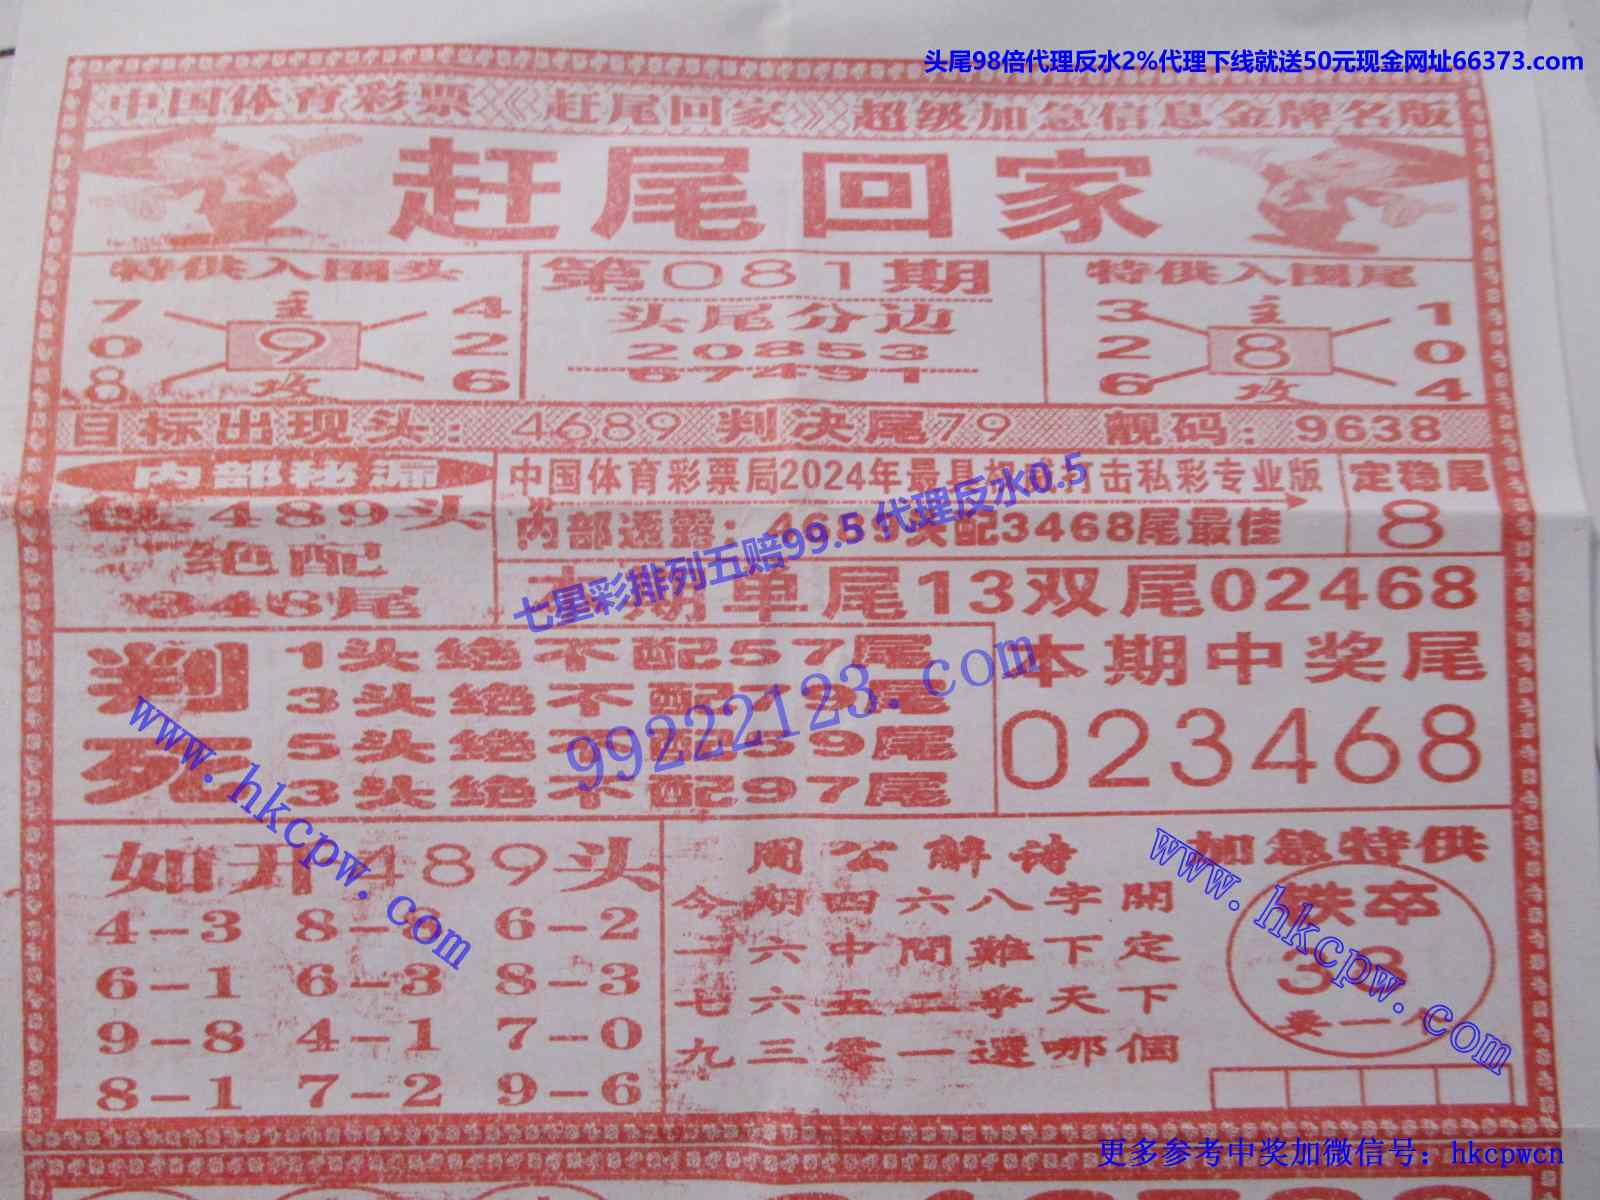 头尾98倍代理反水2%代理下线就送50元现金网址66373.com
中国体育彩票《赶尾回家》超级加急信息金牌名版
赶尾回家
特供入围头
7 主 4
0 9 2
8 攻 6
第081期
头尾分边
20853
67491
特供入围尾
3 主 1
2 8 0
6 攻 4
目标出现头：4689 判决尾79 靓码：9638
内部秘漏
489头
绝配
348尾
中国体育彩票局2024年最具 打击私彩专业版
内部透露：46 配3468尾最佳
定稳尾
8
期单尾13双尾02468
七星彩排列五赔99.5 代理反水0.5
判死
1头绝不配57尾
3头绝不配79尾
5头绝不配 9尾
3头绝不配97尾
99222123.com
本期中奖尾
023468
www.hkcpw.com
如开489头
4-3 8- 6-2
6-1 6-3 8-3
9-8 4-1 7-0
8-1 7-2 9-6
周公解诗
今期四六八字開
二六中間難下定
七六五二爭天下
九三零一選哪個
加急特供
铁卒
38
卖一
www.hkcpw.com
更多参考中奖加微信号：hkcpwcn